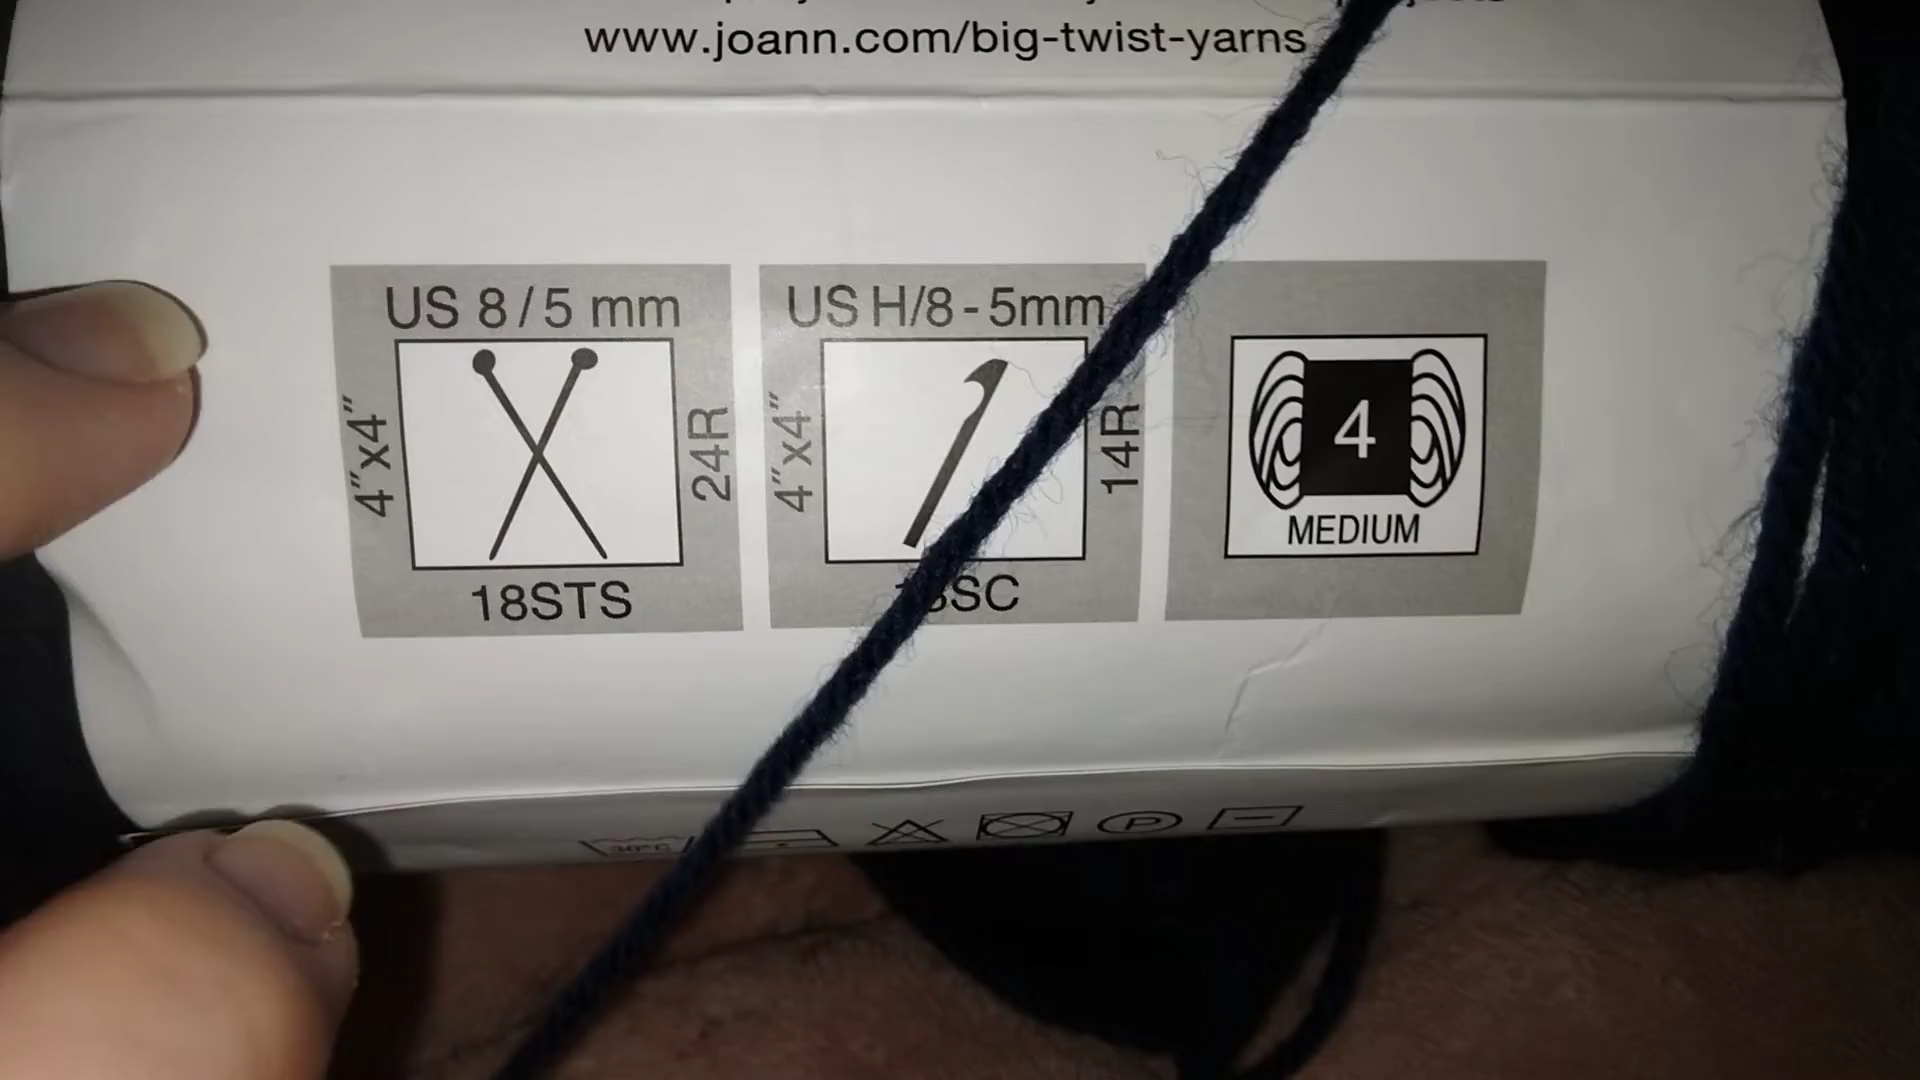 www.joann.com/big-twist-yarns
US 8/5 mm
4"x4"
24R
18STS
US H/8-5mm
4"x4"
14R
SC
4
MEDIUM
30°C
P